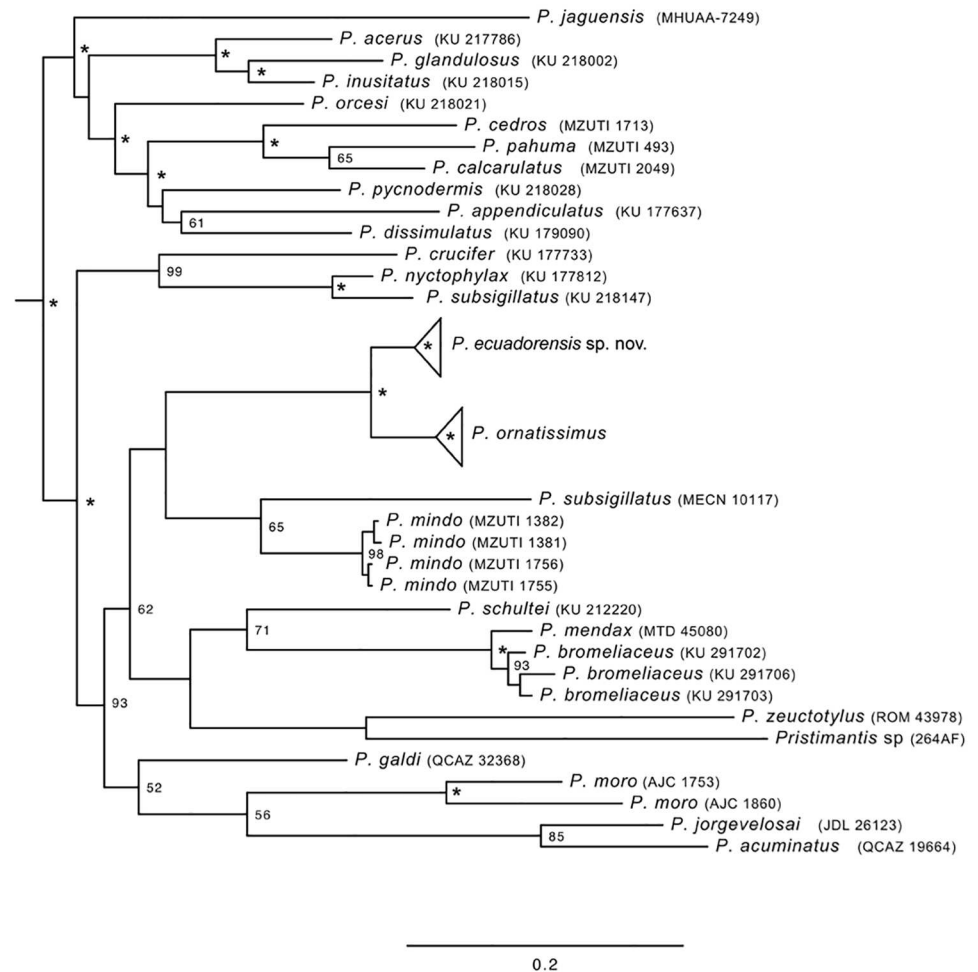 P. jaguensis (MHUAA-7249)
*
P. acerus (KU 217786)
*
P. glandulosus (KU 218002)
*
P. inusitatus (KU 218015)
P. orcesi (KU 218021)
P. cedros (MZUTI 1713)
*
*
P. pahuma (MZUTI 493)
65
P. calcarulatus (MZUTI 2049)
*
P. pycnodermis (KU 218028)
P. appendiculatus (KU 177637)
61
P. dissimulatus (KU 179090)
P. crucifer (KU 177733)
99
P. nyctophylax (KU 177812)
*
P. subsigillatus (KU 218147)
*
* P. ecuadorensis sp. nov.
*
* P. ornatissimus
P. subsigillatus (MECN 10117)
*
65
P. mindo (MZUTI 1382)
P. mindo (MZUTI 1381)
98
P. mindo (MZUTI 1756)
P. mindo (MZUTI 1755)
62
P. schultei (KU 212220)
71
P. mendax (MTD 45080)
*
P. bromeliaceus (KU 291702)
93
P. bromeliaceus (KU 291706)
P. bromeliaceus (KU 291703)
93
P. zeuctotylus (ROM 43978)
Pristimantis sp (264AF)
P. galdi (QCAZ 32368)
52
P. moro (AJC 1753)
*
P. moro (AJC 1860)
56
P. jorgevelosai (JDL 26123)
85
P. acuminatus (QCAZ 19664)
0.2